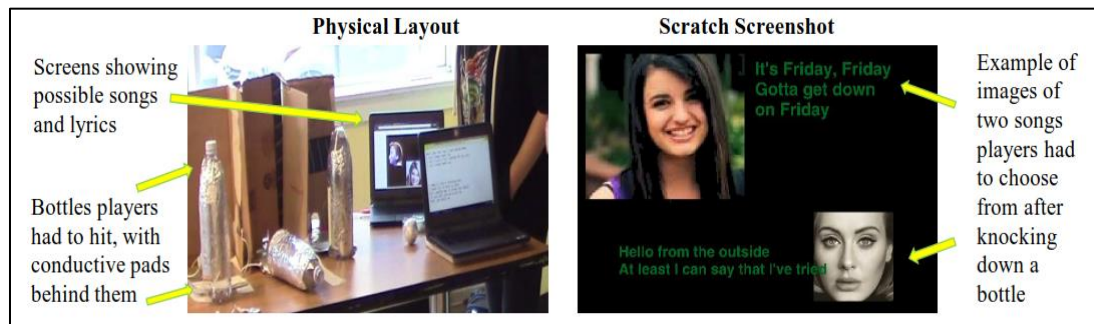 Physical Layout
Scratch Screenshot
Screens showing
possible songs
and lyrics
Bottles players
had to hit, with
conductive pads
behind them
It's Friday, Friday
Gotta get down
on Friday
Hello from the outside
At least I can say that i've tried
Example of
images of
two songs
players had
to choose
from after
knocking
down a
bottle